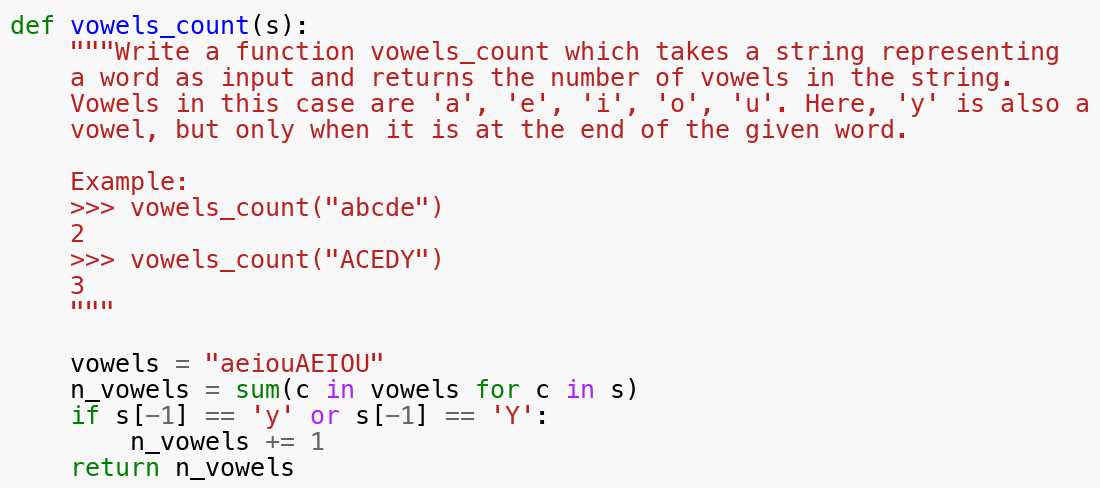 def vowels_count(s):
    """Write a function vowels_count which takes a string representing
    a word as input and returns the number of vowels in the string.
    Vowels in this case are 'a', 'e', 'i', 'o', 'u'. Here, 'y' is also a
    vowel, but only when it is at the end of the given word.

    Example:
    >>> vowels_count("abcde")
    2
    >>> vowels_count("ACEDY")
    3
    """

    vowels = "aeiouAEIOU"
    n_vowels = sum(c in vowels for c in s)
    if s[-1] == 'y' or s[-1] == 'Y':
        n_vowels += 1
    return n_vowels